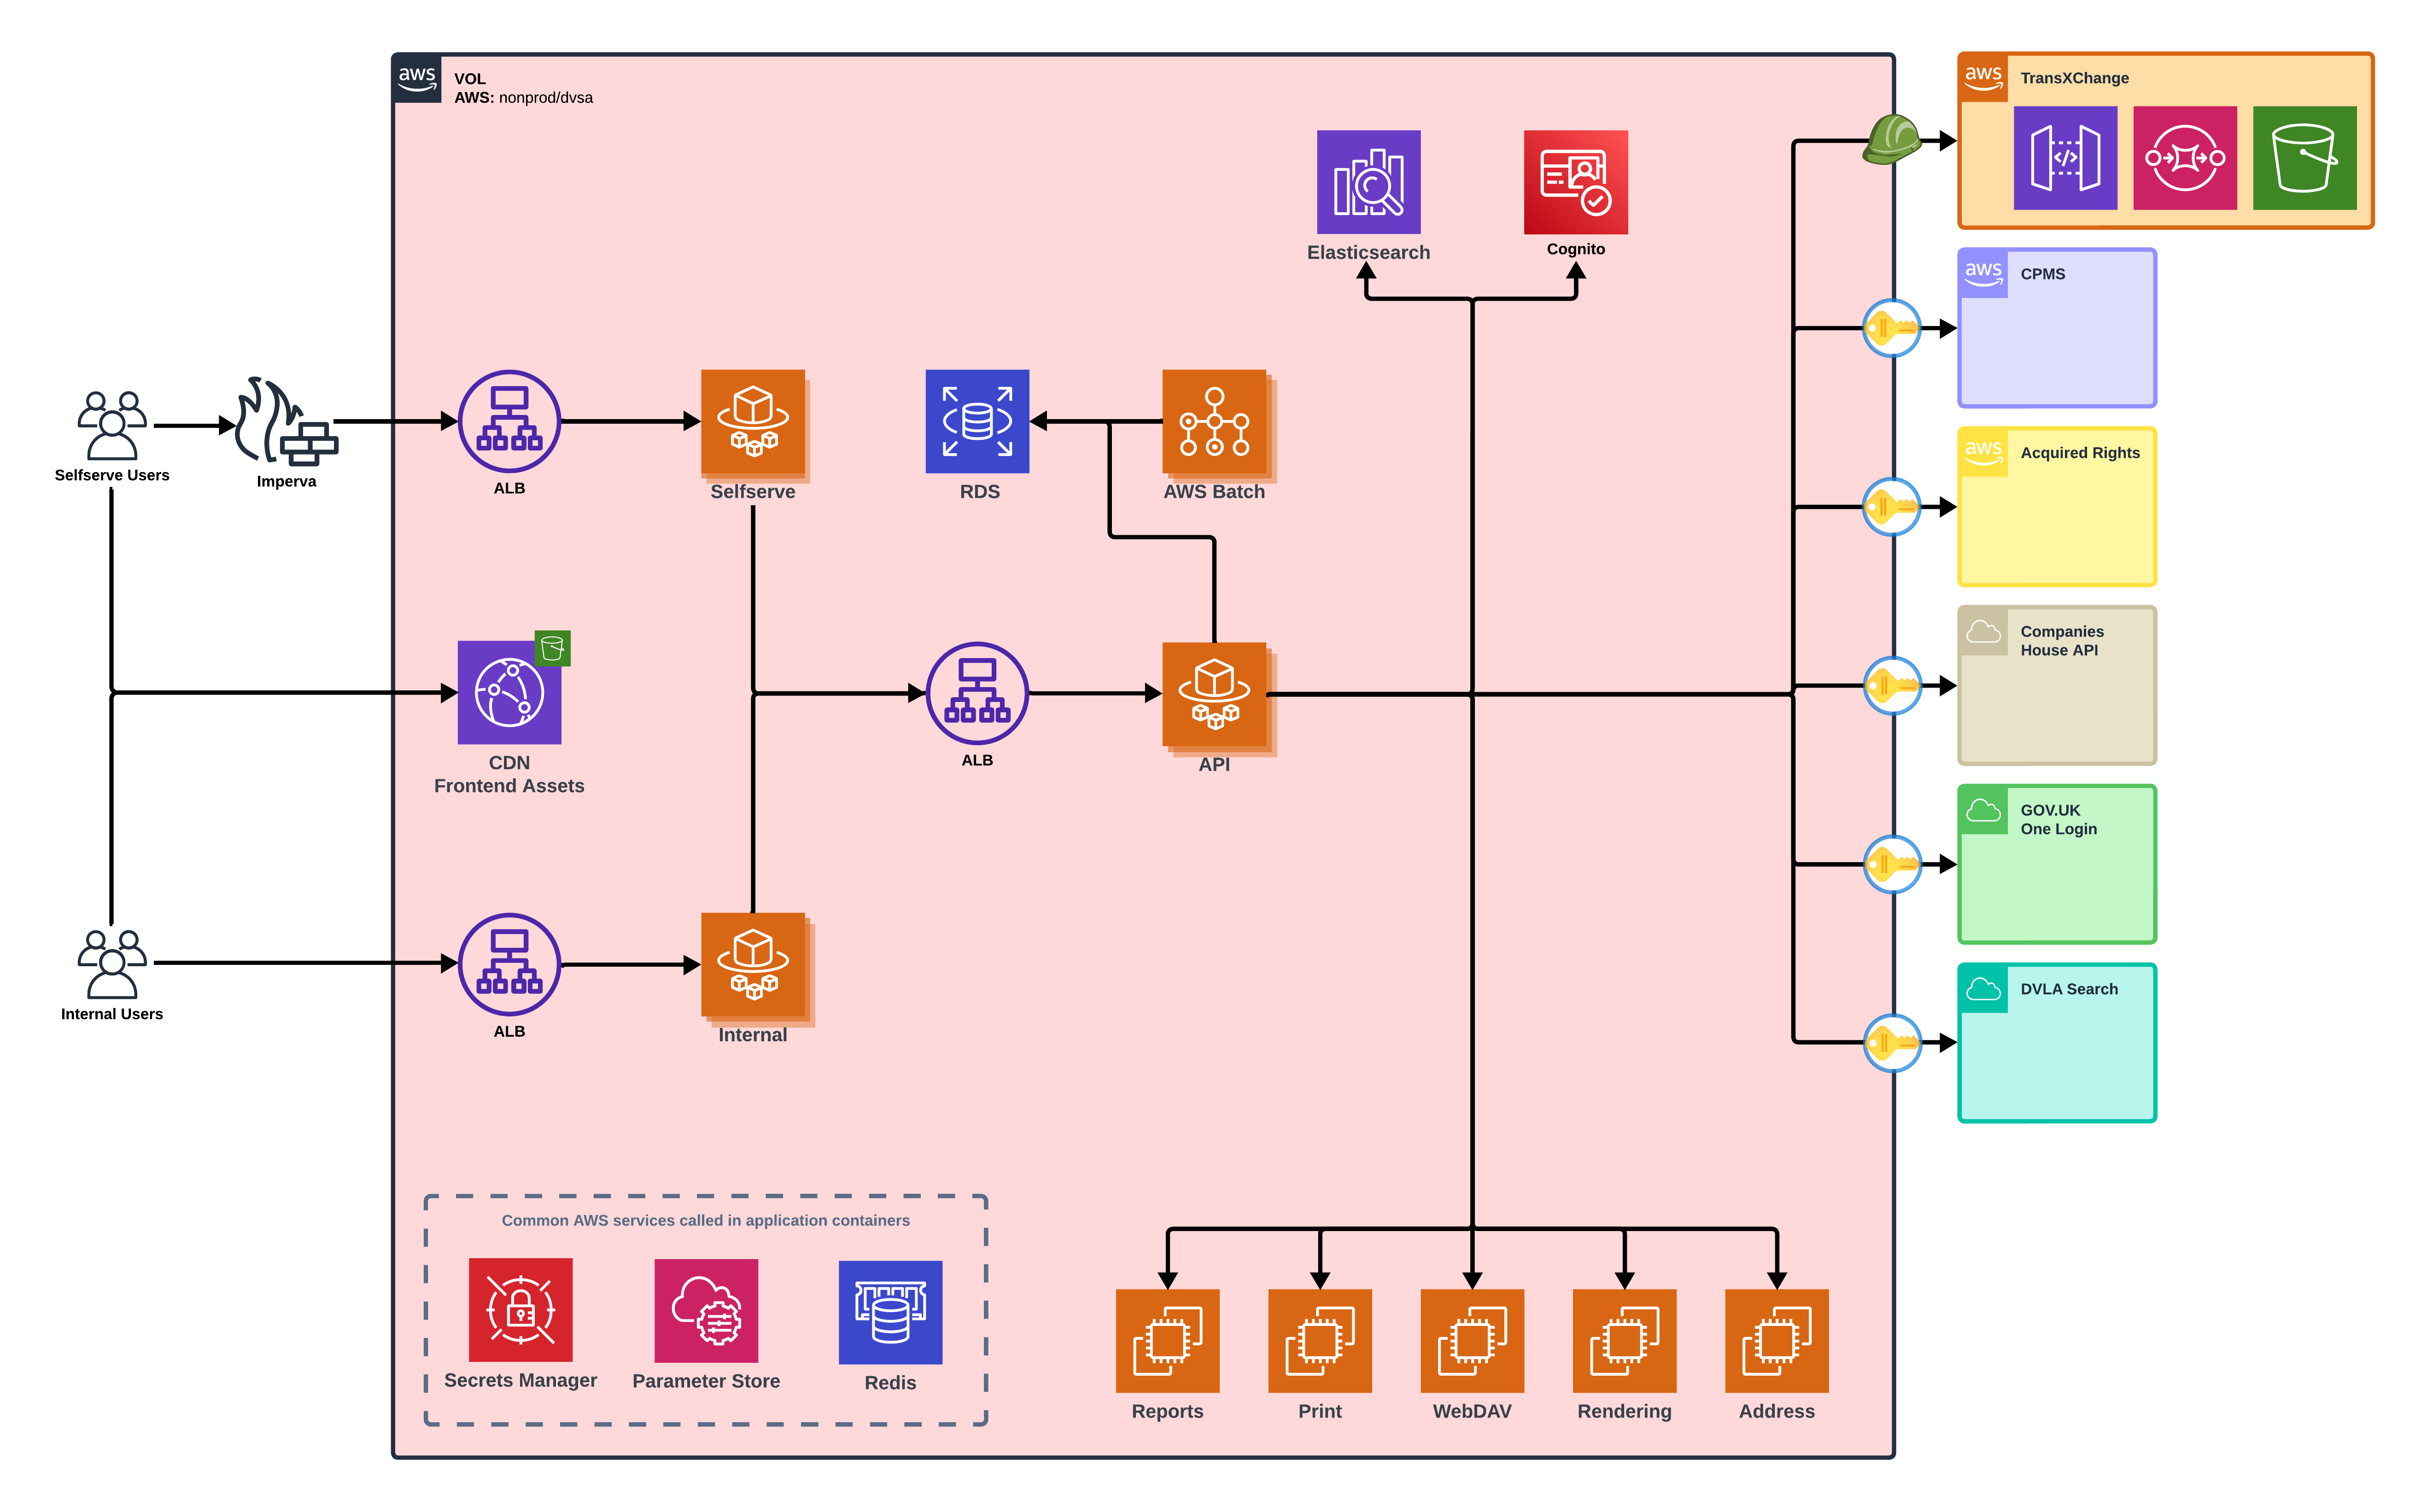 aws
VOL
AWS: nonprod/dvsa
aws
TransXChange
Elasticsearch
Cognito
aws
CPMS
Selfserve Users
Imperva
ALB
Selfserve
RDS
AWS Batch
aws
Acquired Rights
CDN
Frontend Assets
ALB
API
Companies
House API
GOV.UK
One Login
Internal Users
ALB
Internal
DVLA Search
Common AWS services called in application containers
Secrets Manager
Parameter Store
Redis
Reports
Print
WebDAV
Rendering
Address